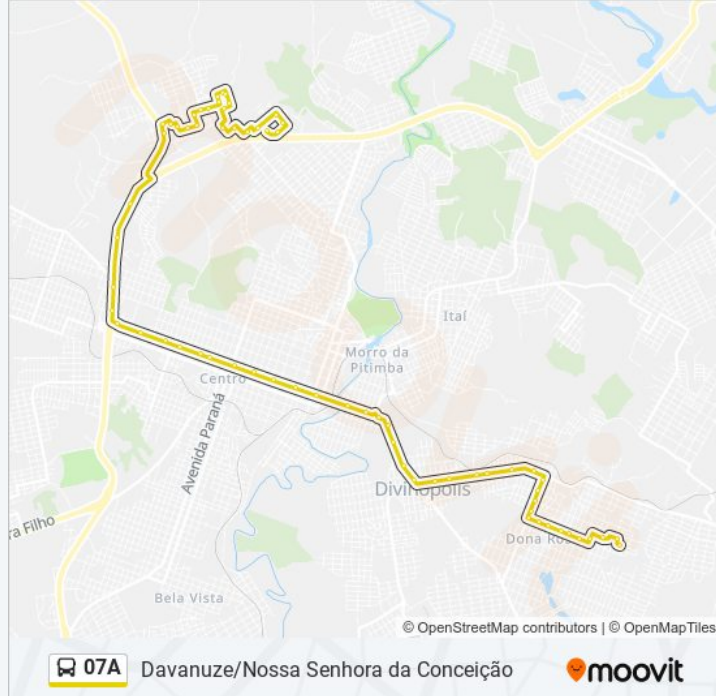 Itaí
Morro da
Pitimba
Centro
Avenida Paraná
Divinópolis
ra Filho
Dona Ros
Bela Vista
© OpenStreetMap contributors | © OpenMapTiles
07A Davanuze/Nossa Senhora da Conceição moovit